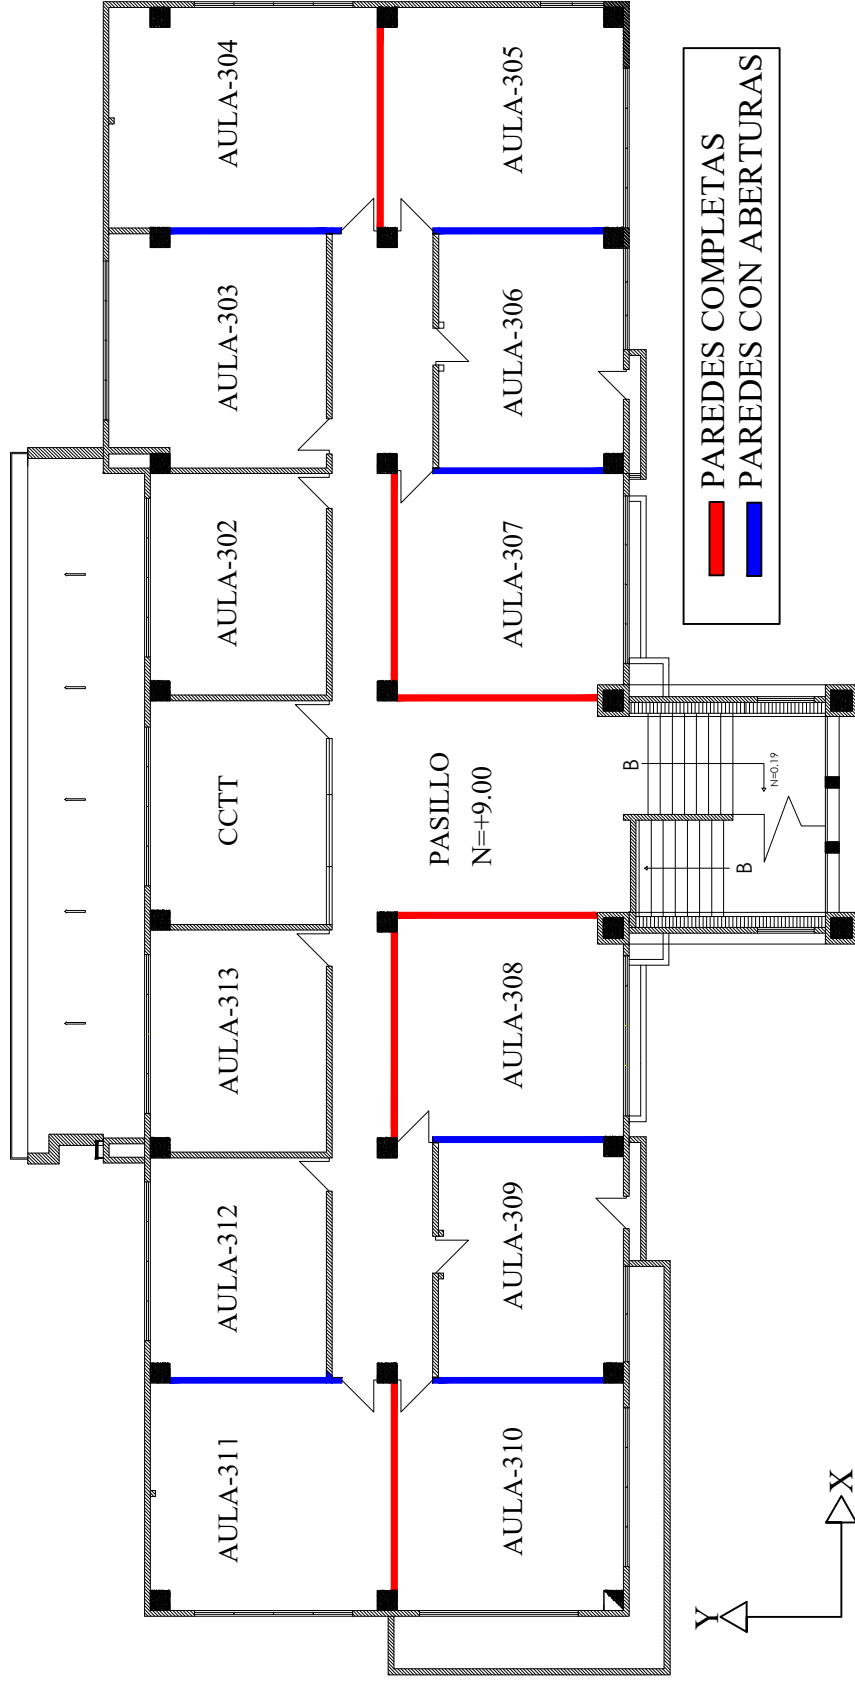 AULA-311
AULA-312
AULA-313
CCTT
AULA-302
AULA-303
AULA-304
PASILLO
N=+9.00
AULA-310
AULA-309
AULA-308
AULA-307
AULA-306
AULA-305
B
B
N=0.19
PAREDES COMPLETAS
PAREDES CON ABERTURAS
Y
X